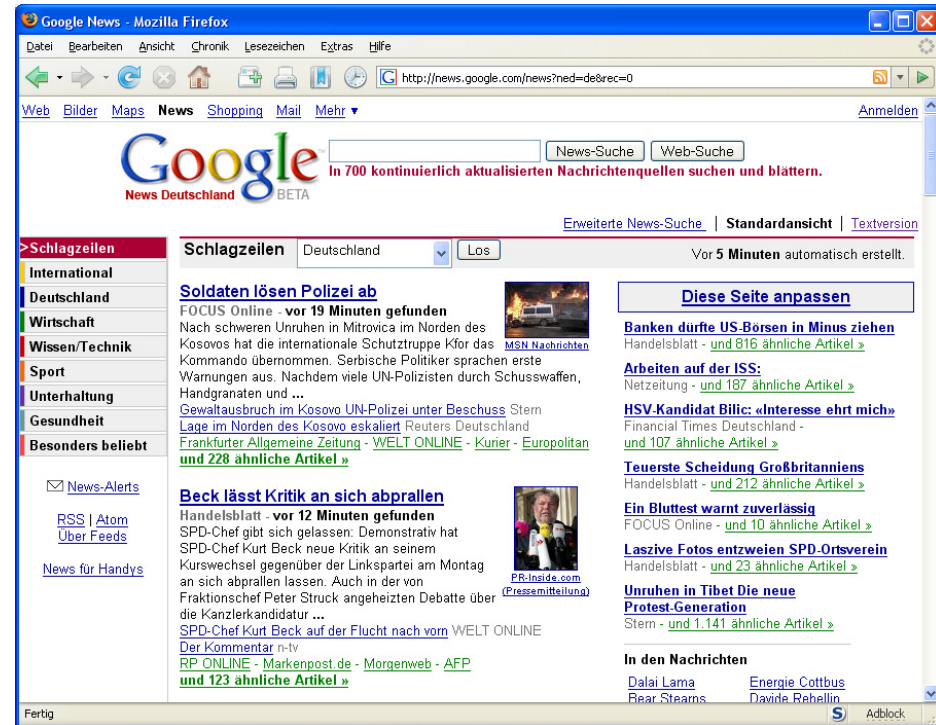 Google News - Mozilla Firefox
Datei Bearbeiten Ansicht Chronik Lesezeichen Extras Hilfe
http://news.google.com/news?ned=de&rec=0
Web Bilder Maps News Shopping Mail Mehr ▼
Anmelden
Google
News Deutschland BETA
News-Suche Web-Suche
In 700 kontinuierlich aktualisierten Nachrichtenquellen suchen und blättern.
Erweiterte News-Suche | Standardansicht | Textversion
>Schlagzeilen
International
Deutschland
Wirtschaft
Wissen/Technik
Sport
Unterhaltung
Gesundheit
Besonders beliebt
News-Alerts
RSS | Atom
Über Feeds
News für Handys
Schlagzeilen Deutschland Los
Vor 5 Minuten automatisch erstellt.
Soldaten lösen Polizei ab
FOCUS Online - vor 19 Minuten gefunden
Nach schweren Unruhen in Mitrovica im Norden des
Kosovos hat die internationale Schutztruppe Kfor das
Kommando übernommen. Serbische Politiker sprachen erste
Warnungen aus. Nachdem viele UN-Polizisten durch Schusswaffen,
Handgranaten und ...
Gewaltausbruch im Kosovo UN-Polizei unter Beschuss Stern
Lage im Norden des Kosovo eskaliert Reuters Deutschland
Frankfurter Allgemeine Zeitung - WELT ONLINE - Kurier - Europolitan
und 228 ähnliche Artikel »
MSN Nachrichten
Beck lässt Kritik an sich abprallen
Handelsblatt - vor 12 Minuten gefunden
SPD-Chef gibt sich gelassen: Demonstrativ hat
SPD-Chef Kurt Beck neue Kritik an seinem
Kurswechsel gegenüber der Linkspartei am Montag
an sich abprallen lassen. Auch in der von
Fraktionschef Peter Struck angeheizten Debatte über
die Kanzlerkandidatur ...
SPD-Chef Kurt Beck auf der Flucht nach vorn WELT ONLINE
Der Kommentar n-tv
RP ONLINE - Markenpost.de - Morgenweb - AFP
und 123 ähnliche Artikel »
PR-Inside.com
(Pressemitteilung)
Diese Seite anpassen
Banken dürfte US-Börsen in Minus ziehen
Handelsblatt - und 816 ähnliche Artikel »
Arbeiten auf der ISS:
Netzeitung - und 187 ähnliche Artikel »
HSV-Kandidat Bilic: «Interesse ehrt mich»
Financial Times Deutschland -
und 107 ähnliche Artikel »
Teuerste Scheidung Großbritanniens
Handelsblatt - und 212 ähnliche Artikel »
Ein Bluttest warnt zuverlässig
FOCUS Online - und 10 ähnliche Artikel »
Laszive Fotos entzweien SPD-Ortsverein
Handelsblatt - und 23 ähnliche Artikel »
Unruhen in Tibet Die neue
Protest-Generation
Stern - und 1.141 ähnliche Artikel »
In den Nachrichten
Dalai Lama Energie Cottbus
Bear Stearns Davide Rebellin
Fertig
S Adblock